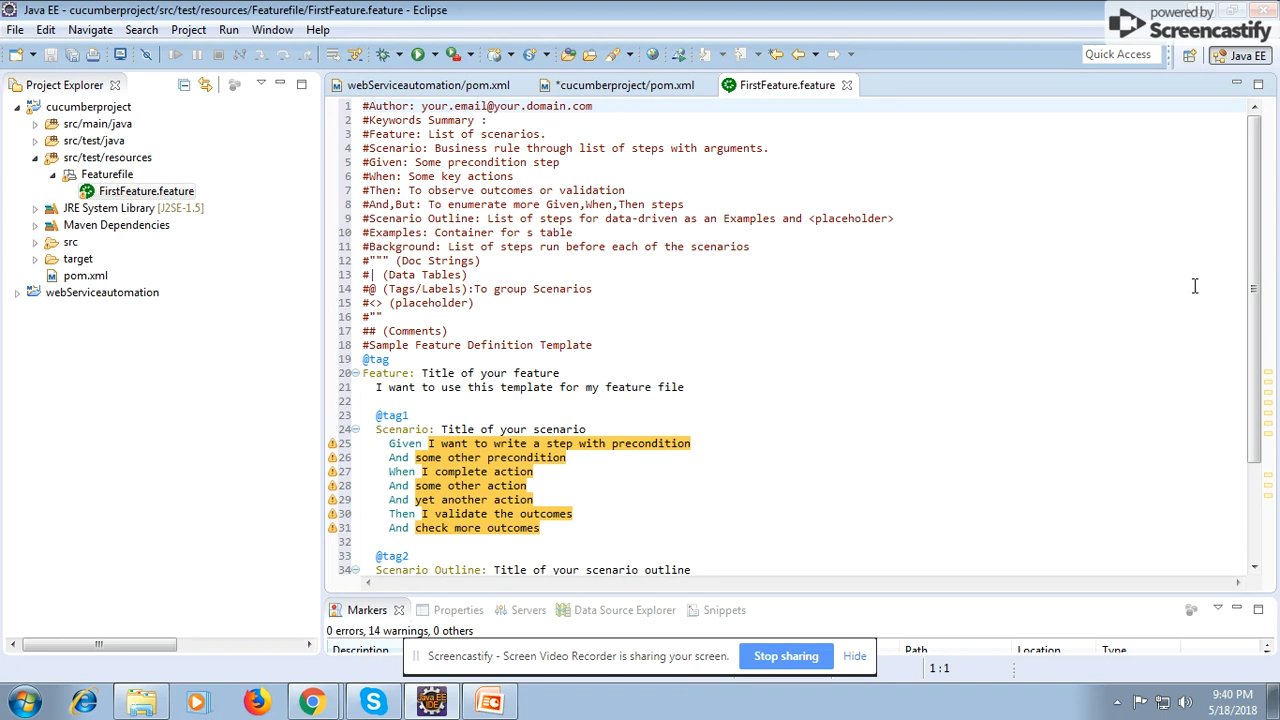 Java EE - cucumberproject/src/test/resources/Featurefile/FirstFeature.feature - Eclipse
powered by
Screencastify
File Edit Navigate Search Project Run Window Help
Quick Access
Java EE
Project Explorer
webServiceautomation/pom.xml
*cucumberproject/pom.xml
FirstFeature.feature
cucumberproject
src/main/java
src/test/java
src/test/resources
Featurefile
FirstFeature.feature
JRE System Library [J2SE-1.5]
Maven Dependencies
src
target
pom.xml
webServiceautomation
1 #Author: your.email@your.domain.com
2 #Keywords Summary :
3 #Feature: List of scenarios.
4 #Scenario: Business rule through list of steps with arguments.
5 #Given: Some precondition step
6 #When: Some key actions
7 #Then: To observe outcomes or validation
8 #And,But: To enumerate more Given,When,Then steps
9 #Scenario Outline: List of steps for data-driven as an Examples and <placeholder>
10 #Examples: Container for s table
11 #Background: List of steps run before each of the scenarios
12 #""" (Doc Strings)
13 #| (Data Tables)
14 #@ (Tags/Labels):To group Scenarios
15 #<> (placeholder)
16 #""
17 ## (Comments)
18 #Sample Feature Definition Template
19 @tag
20 Feature: Title of your feature
21 I want to use this template for my feature file
22
23 @tag1
24 Scenario: Title of your scenario
25 Given I want to write a step with precondition
26 And some other precondition
27 When I complete action
28 And some other action
29 And yet another action
30 Then I validate the outcomes
31 And check more outcomes
32
33 @tag2
34 Scenario Outline: Title of your scenario outline
Markers Properties Servers Data Source Explorer Snippets
0 errors, 14 warnings, 0 others
Description Path Location Type
Screencastify - Screen Video Recorder is sharing your screen.
Stop sharing
Hide
1:1
Java EE
IDE
9:40 PM
5/18/2018